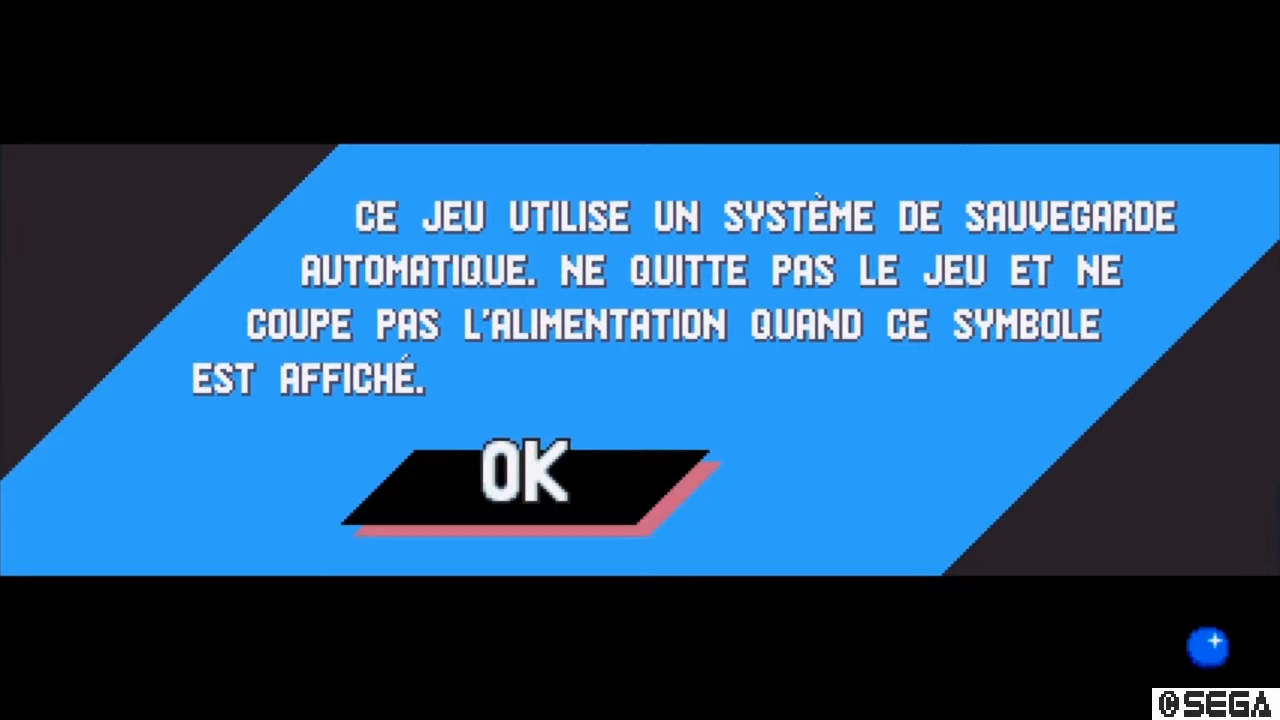 CE JEU UTILISE UN SYSTÈME DE SAUVEGARDE
AUTOMATIQUE. NE QUITTE PAS LE JEU ET NE
COUPE PAS L'ALIMENTATION QUAND CE SYMBOLE
EST AFFICHÉ.
OK
©SEGA